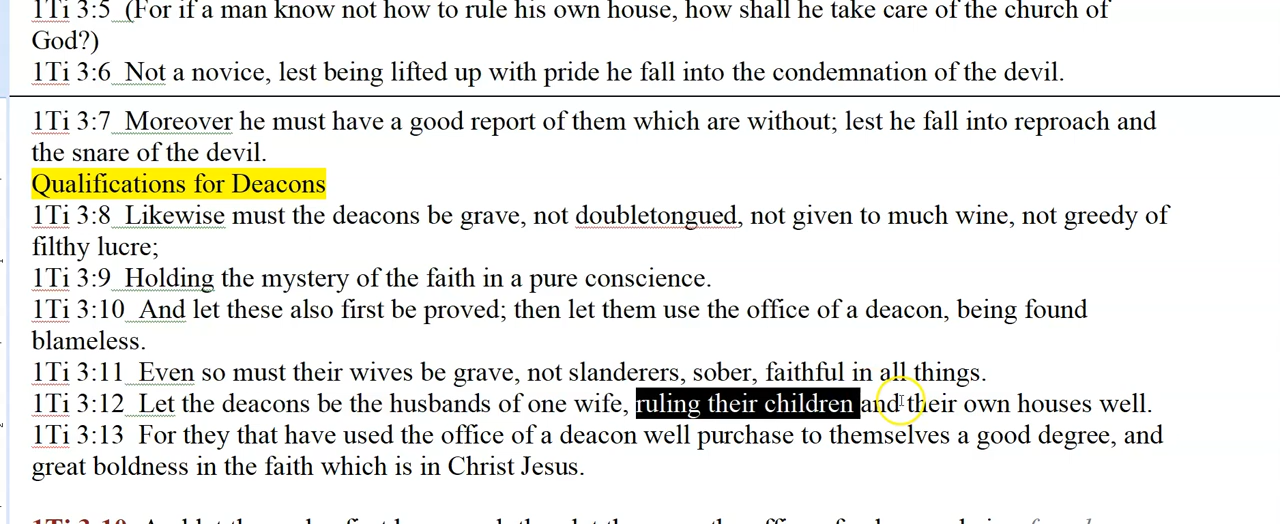 1Ti 3:5  (For if a man know not how to rule his own house, how shall he take care of the church of
God?)
1Ti 3:6  Not a novice, lest being lifted up with pride he fall into the condemnation of the devil.
1Ti 3:7  Moreover he must have a good report of them which are without; lest he fall into reproach and
the snare of the devil.
Qualifications for Deacons
1Ti 3:8  Likewise must the deacons be grave, not doubletongued, not given to much wine, not greedy of
filthy lucre;
1Ti 3:9  Holding the mystery of the faith in a pure conscience.
1Ti 3:10  And let these also first be proved; then let them use the office of a deacon, being found
blameless.
1Ti 3:11  Even so must their wives be grave, not slanderers, sober, faithful in all things.
1Ti 3:12  Let the deacons be the husbands of one wife, ruling their children and their own houses well.
1Ti 3:13  For they that have used the office of a deacon well purchase to themselves a good degree, and
great boldness in the faith which is in Christ Jesus.